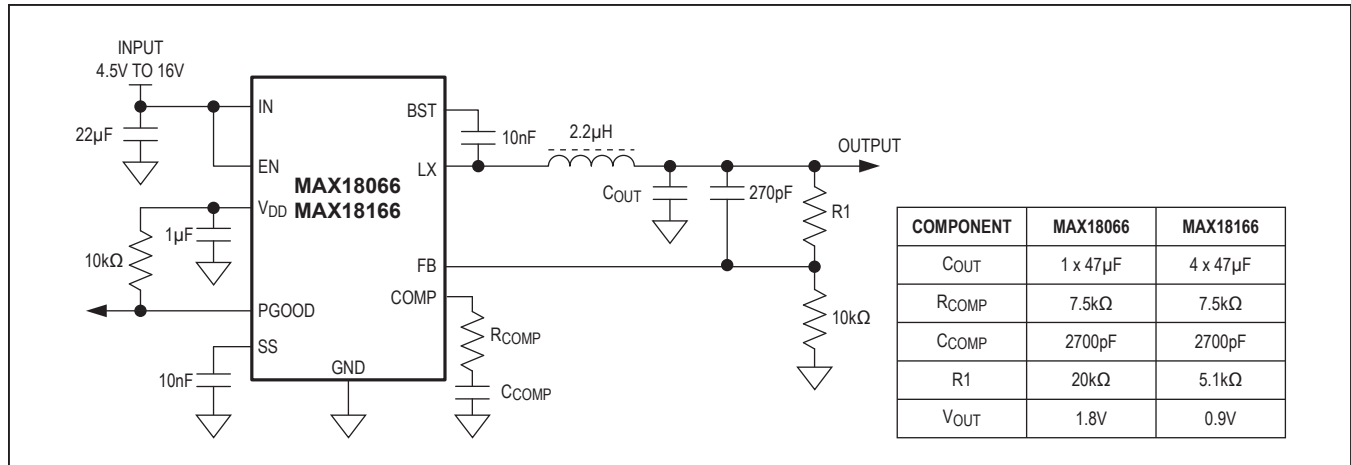 INPUT
4.5V TO 16V
22µF
IN
EN
VDD
1µF
10kΩ
PGOOD
SS
10nF
GND
MAX18066
MAX18166
BST
10nF
LX
2.2µH
OUTPUT
COUT
270pF
R1
FB
COMP
RCOMP
CCOMP
10kΩ
COMPONENT MAX18066 MAX18166
COUT 1 x 47µF 4 x 47µF
RCOMP 7.5kΩ 7.5kΩ
CCOMP 2700pF 2700pF
R1 20kΩ 5.1kΩ
VOUT 1.8V 0.9V